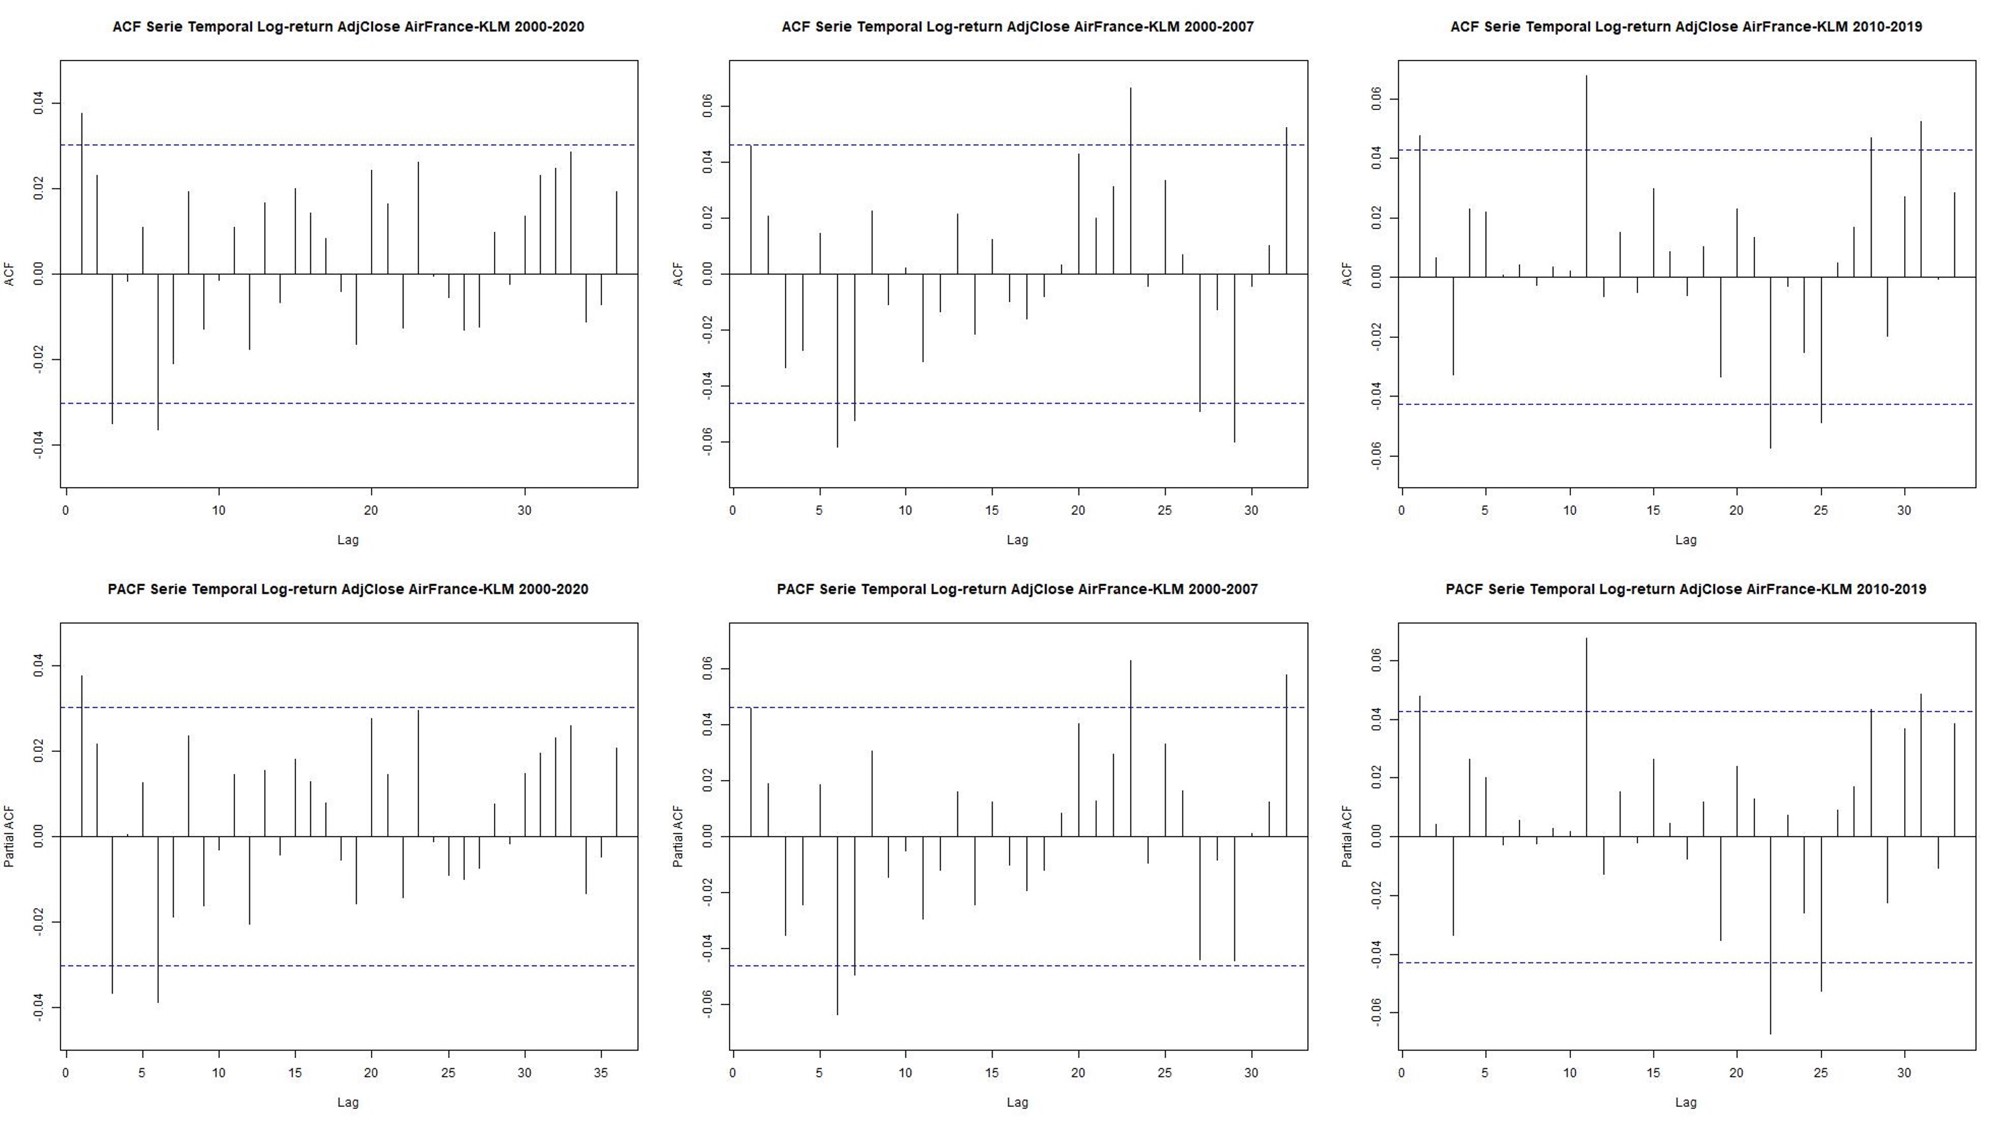 ACF Serie Temporal Log-return AdjClose AirFrance-KLM 2000-2020
ACF
0.04
0.02
0.00
-0.02
-0.04
0 10 20 30
Lag
ACF Serie Temporal Log-return AdjClose AirFrance-KLM 2000-2007
ACF
0.06
0.04
0.02
0.00
-0.02
-0.04
-0.06
0 5 10 15 20 25 30
Lag
ACF Serie Temporal Log-return AdjClose AirFrance-KLM 2010-2019
ACF
0.06
0.04
0.02
0.00
-0.02
-0.04
-0.06
0 5 10 15 20 25 30
Lag
PACF Serie Temporal Log-return AdjClose AirFrance-KLM 2000-2020
Partial ACF
0.04
0.02
0.00
-0.02
-0.04
0 5 10 15 20 25 30 35
Lag
PACF Serie Temporal Log-return AdjClose AirFrance-KLM 2000-2007
Partial ACF
0.06
0.04
0.02
0.00
-0.02
-0.04
-0.06
0 5 10 15 20 25 30
Lag
PACF Serie Temporal Log-return AdjClose AirFrance-KLM 2010-2019
Partial ACF
0.06
0.04
0.02
0.00
-0.02
-0.04
-0.06
0 5 10 15 20 25 30
Lag